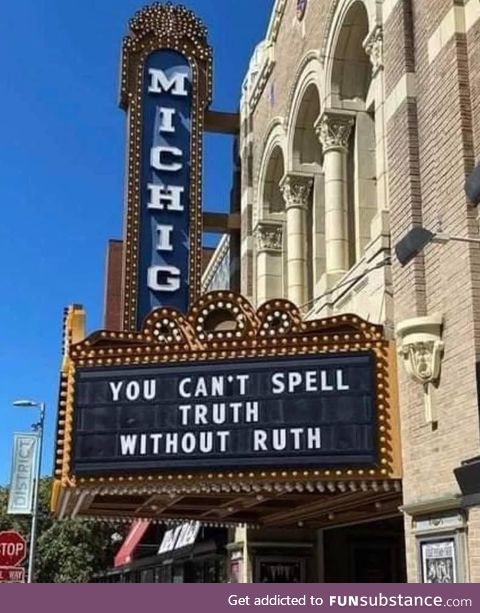 MICHIG
YOU CAN'T SPELL
TRUTH
WITHOUT RUTH
DISTRICT
STOP
Get addicted to FUNsubstance.com